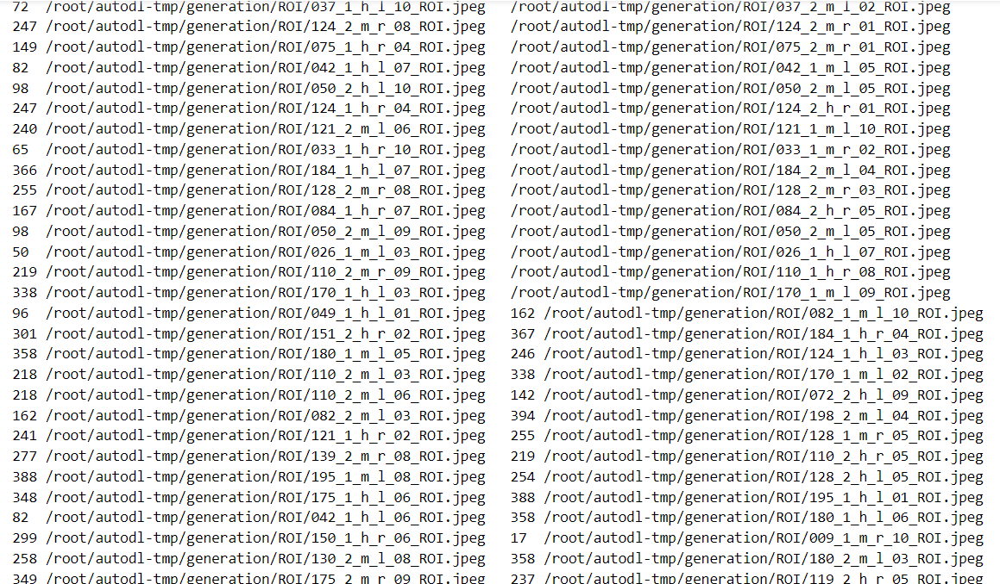 72 /root/autodl-tmp/generation/ROI/037_1_h_l_10_ROI.jpeg /root/autodl-tmp/generation/ROI/037_2_m_l_02_ROI.jpeg
247 /root/autodl-tmp/generation/ROI/124_2_m_r_08_ROI.jpeg /root/autodl-tmp/generation/ROI/124_2_m_r_01_ROI.jpeg
149 /root/autodl-tmp/generation/ROI/075_1_h_r_04_ROI.jpeg /root/autodl-tmp/generation/ROI/075_2_m_r_01_ROI.jpeg
82 /root/autodl-tmp/generation/ROI/042_1_h_l_07_ROI.jpeg /root/autodl-tmp/generation/ROI/042_1_m_l_05_ROI.jpeg
98 /root/autodl-tmp/generation/ROI/050_2_h_l_10_ROI.jpeg /root/autodl-tmp/generation/ROI/050_2_m_l_05_ROI.jpeg
247 /root/autodl-tmp/generation/ROI/124_1_h_r_04_ROI.jpeg /root/autodl-tmp/generation/ROI/124_2_h_r_01_ROI.jpeg
240 /root/autodl-tmp/generation/ROI/121_2_m_l_06_ROI.jpeg /root/autodl-tmp/generation/ROI/121_1_m_l_10_ROI.jpeg
65 /root/autodl-tmp/generation/ROI/033_1_h_r_10_ROI.jpeg /root/autodl-tmp/generation/ROI/033_1_m_r_02_ROI.jpeg
366 /root/autodl-tmp/generation/ROI/184_1_h_l_07_ROI.jpeg /root/autodl-tmp/generation/ROI/184_2_m_l_04_ROI.jpeg
255 /root/autodl-tmp/generation/ROI/128_2_m_r_08_ROI.jpeg /root/autodl-tmp/generation/ROI/128_2_m_r_03_ROI.jpeg
167 /root/autodl-tmp/generation/ROI/084_1_h_r_07_ROI.jpeg /root/autodl-tmp/generation/ROI/084_2_h_r_05_ROI.jpeg
98 /root/autodl-tmp/generation/ROI/050_2_m_l_09_ROI.jpeg /root/autodl-tmp/generation/ROI/050_2_m_l_05_ROI.jpeg
50 /root/autodl-tmp/generation/ROI/026_1_m_l_03_ROI.jpeg /root/autodl-tmp/generation/ROI/026_1_h_l_07_ROI.jpeg
219 /root/autodl-tmp/generation/ROI/110_2_m_r_09_ROI.jpeg /root/autodl-tmp/generation/ROI/110_1_h_r_08_ROI.jpeg
338 /root/autodl-tmp/generation/ROI/170_1_h_l_03_ROI.jpeg /root/autodl-tmp/generation/ROI/170_1_m_l_09_ROI.jpeg
96 /root/autodl-tmp/generation/ROI/049_1_h_l_01_ROI.jpeg 162 /root/autodl-tmp/generation/ROI/082_1_m_l_10_ROI.jpeg
301 /root/autodl-tmp/generation/ROI/151_2_h_r_02_ROI.jpeg 367 /root/autodl-tmp/generation/ROI/184_1_h_r_04_ROI.jpeg
358 /root/autodl-tmp/generation/ROI/180_1_m_l_05_ROI.jpeg 246 /root/autodl-tmp/generation/ROI/124_1_h_l_03_ROI.jpeg
218 /root/autodl-tmp/generation/ROI/110_2_m_l_03_ROI.jpeg 338 /root/autodl-tmp/generation/ROI/170_1_m_l_02_ROI.jpeg
218 /root/autodl-tmp/generation/ROI/110_2_m_l_06_ROI.jpeg 142 /root/autodl-tmp/generation/ROI/072_2_h_l_09_ROI.jpeg
162 /root/autodl-tmp/generation/ROI/082_2_m_l_03_ROI.jpeg 394 /root/autodl-tmp/generation/ROI/198_2_m_l_04_ROI.jpeg
241 /root/autodl-tmp/generation/ROI/121_1_h_r_02_ROI.jpeg 255 /root/autodl-tmp/generation/ROI/128_1_m_r_05_ROI.jpeg
277 /root/autodl-tmp/generation/ROI/139_2_m_r_08_ROI.jpeg 219 /root/autodl-tmp/generation/ROI/110_2_h_r_05_ROI.jpeg
388 /root/autodl-tmp/generation/ROI/195_1_m_l_08_ROI.jpeg 254 /root/autodl-tmp/generation/ROI/128_2_h_l_05_ROI.jpeg
348 /root/autodl-tmp/generation/ROI/175_1_h_l_06_ROI.jpeg 388 /root/autodl-tmp/generation/ROI/195_1_h_l_01_ROI.jpeg
82 /root/autodl-tmp/generation/ROI/042_1_h_l_06_ROI.jpeg 358 /root/autodl-tmp/generation/ROI/180_1_h_l_06_ROI.jpeg
299 /root/autodl-tmp/generation/ROI/150_1_h_r_06_ROI.jpeg 17 /root/autodl-tmp/generation/ROI/009_1_m_r_10_ROI.jpeg
258 /root/autodl-tmp/generation/ROI/130_2_m_l_08_ROI.jpeg 358 /root/autodl-tmp/generation/ROI/180_2_m_l_03_ROI.jpeg
349 /root/autodl-tmp/generation/ROI/175_2_m_r_09_ROI.jpeg 237 /root/autodl-tmp/generation/ROI/119_2_h_r_05_ROI.jpeg